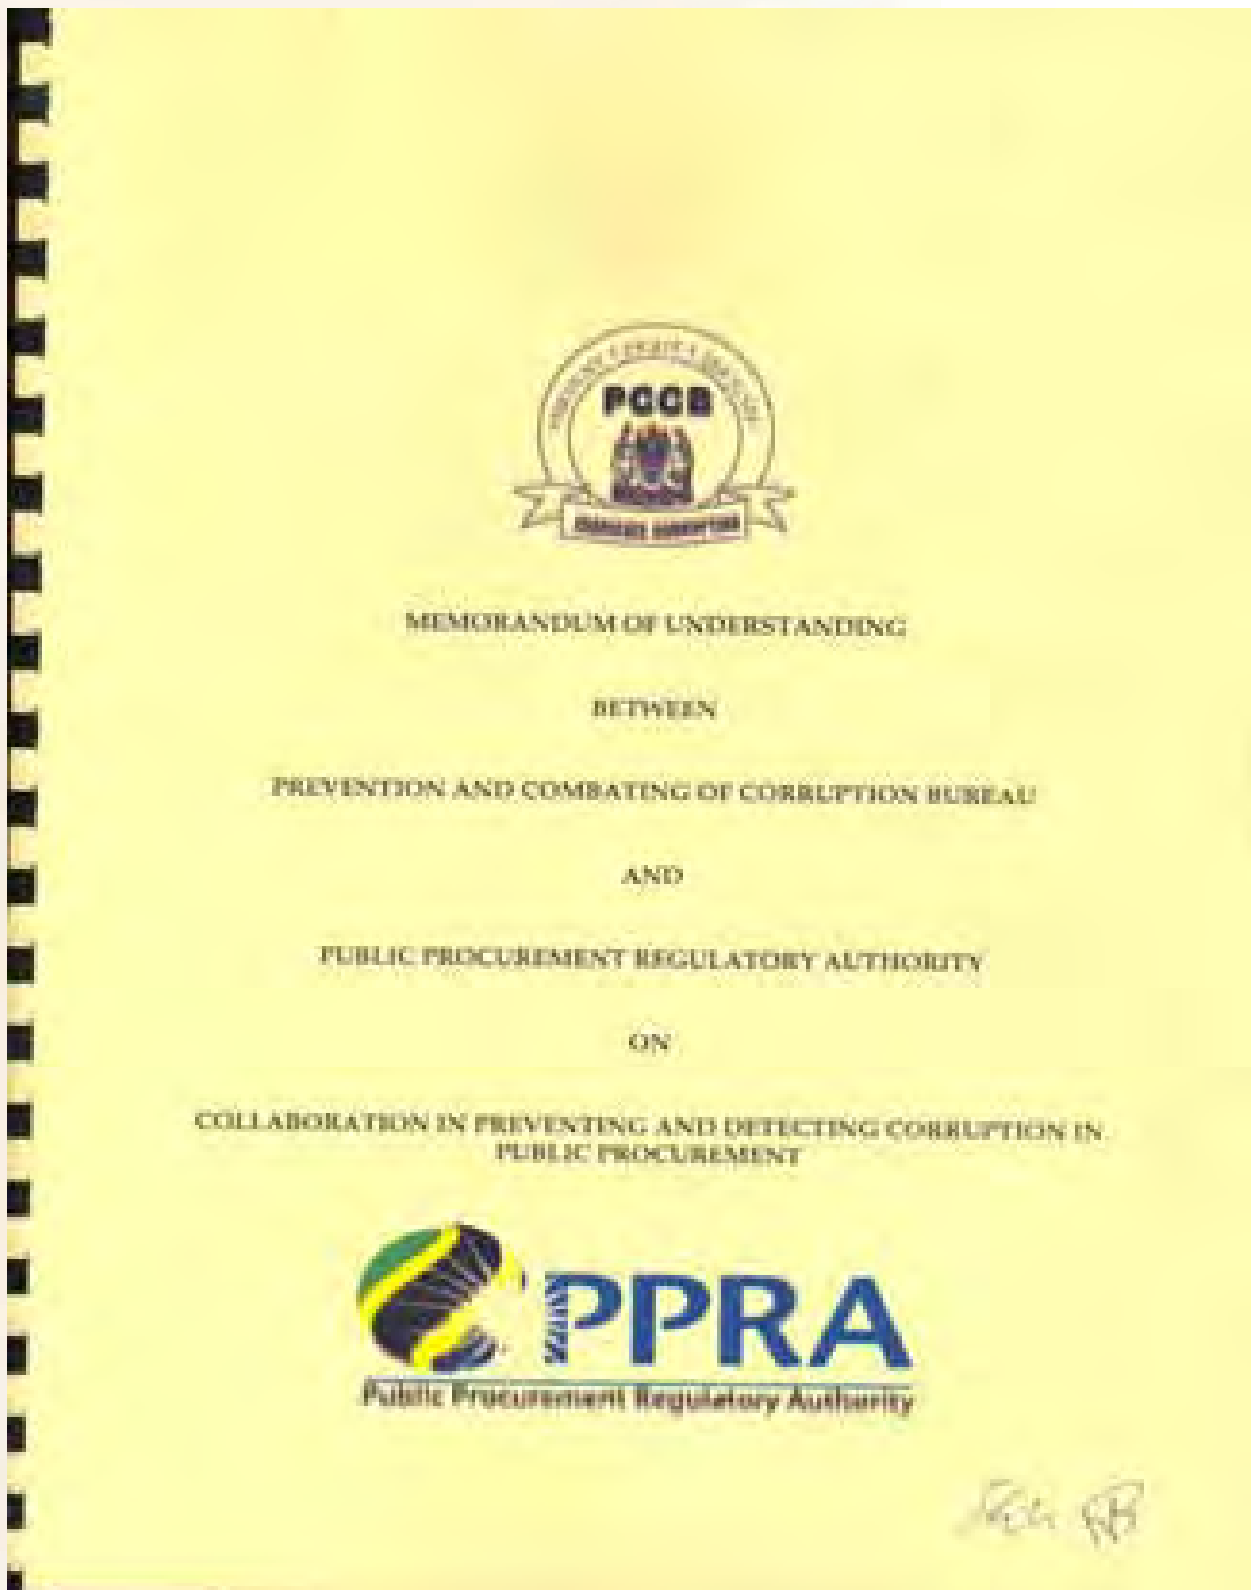 PCCB
MEMORANDUM OF UNDERSTANDING
BETWEEN
PREVENTION AND COMBATING OF CORRUPTION BUREAU
AND
PUBLIC PROCUREMENT REGULATORY AUTHORITY
ON
COLLABORATION IN PREVENTING AND DETECTING CORRUPTION IN
PUBLIC PROCUREMENT
PPRA
Public Procurement Regulatory Authority